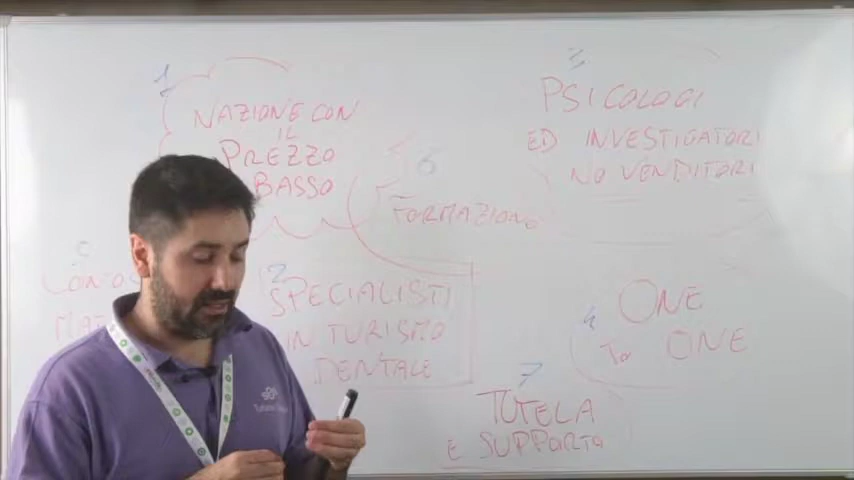 1
NAZIONE CON
IL
PREZZO
BASSO
3
PSICOLOGI
ED INVESTIGATORI
NO VENDITORI
6
FORMAZIONE
2
SPECIALISTI
IN TURISMO
DENTALE
4
ONE
To ONE
7
TUTELA
E SUPPORTO